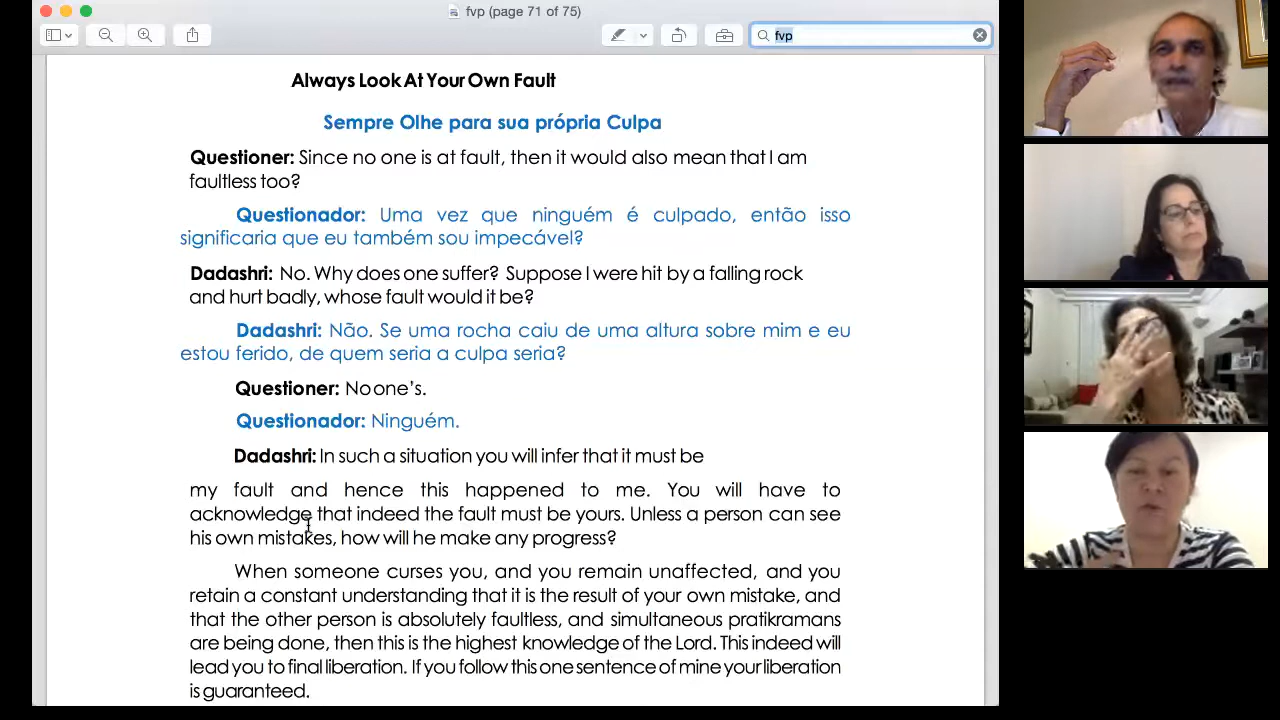 fvp (page 71 of 75)
fvp
Always Look At Your Own Fault
Sempre Olhe para sua própria Culpa
Questioner: Since no one is at fault, then it would also mean that I am
faultless too?
Questionador: Uma vez que ninguém é culpado, então isso
significaria que eu também sou impecável?
Dadashri: No. Why does one suffer? Suppose I were hit by a falling rock
and hurt badly, whose fault would it be?
Dadashri: Não. Se uma rocha caiu de uma altura sobre mim e eu
estou ferido, de quem seria a culpa seria?
Questioner: No one's.
Questionador: Ninguém.
Dadashri: In such a situation you will infer that it must be
my fault and hence this happened to me. You will have to
acknowledge that indeed the fault must be yours. Unless a person can see
his own mistakes, how will he make any progress?
When someone curses you, and you remain unaffected, and you
retain a constant understanding that it is the result of your own mistake, and
that the other person is absolutely faultless, and simultaneous pratikramans
are being done, then this is the highest knowledge of the Lord. This indeed will
lead you to final liberation. If you follow this one sentence of mine your liberation
is guaranteed.